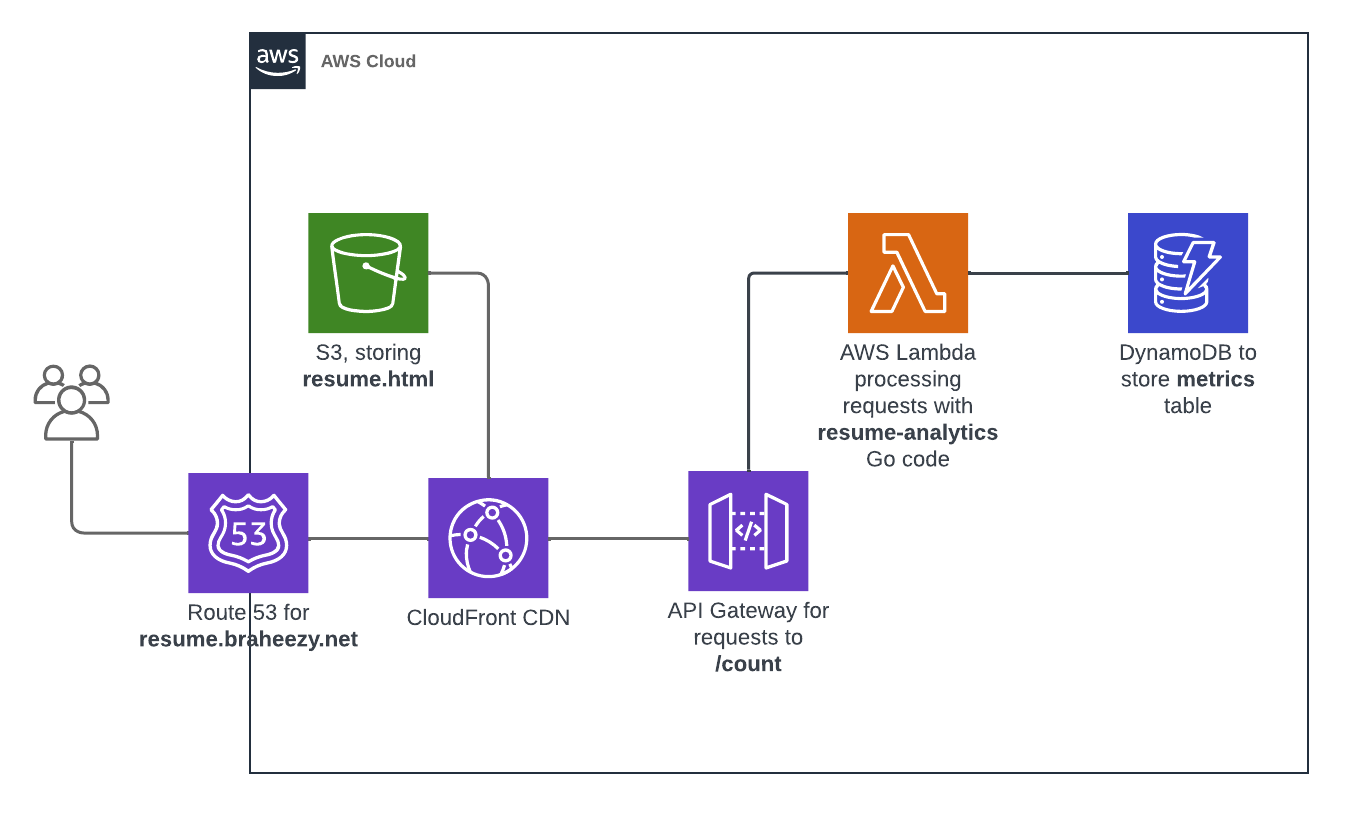 aws
AWS Cloud
S3, storing
resume.html
AWS Lambda
processing
requests with
resume-analytics
Go code
DynamoDB to
store metrics
table
53
Route 53 for
resume.braheezy.net
CloudFront CDN
</>
API Gateway for
requests to
/count